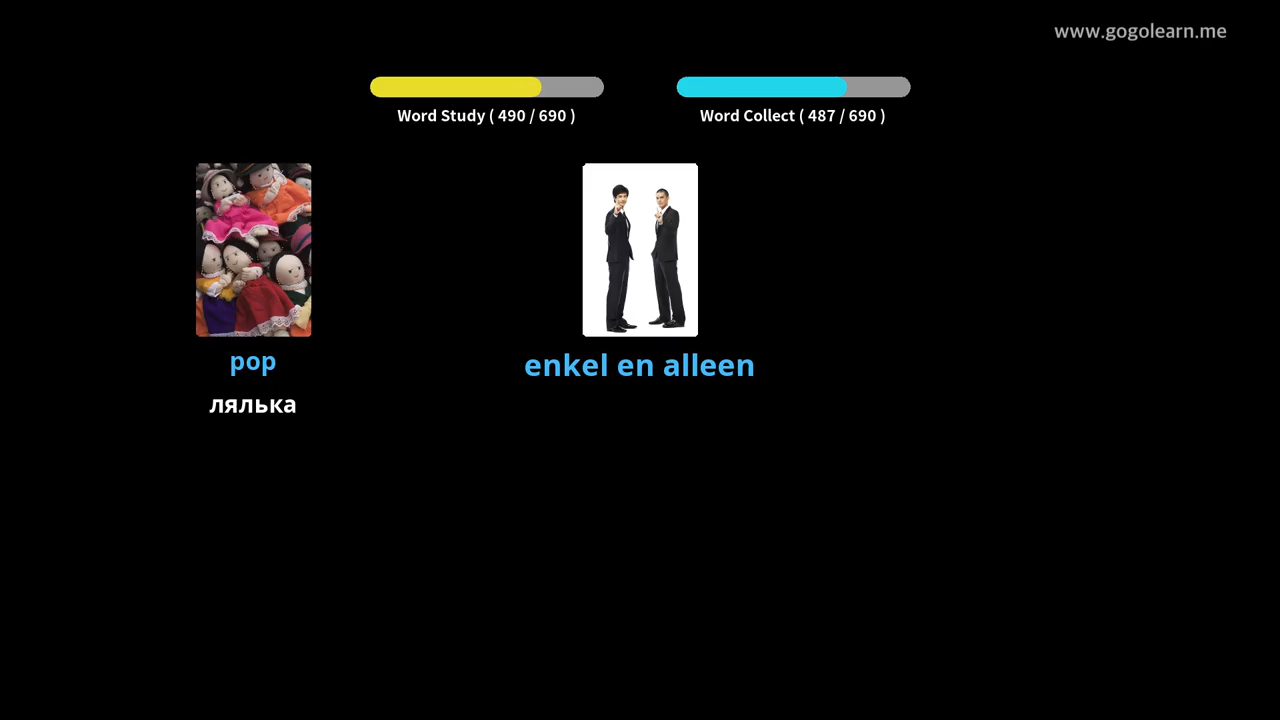 www.gogolearn.me
Word Study ( 490 / 690 )
Word Collect ( 487 / 690 )
pop
лялька
enkel en alleen